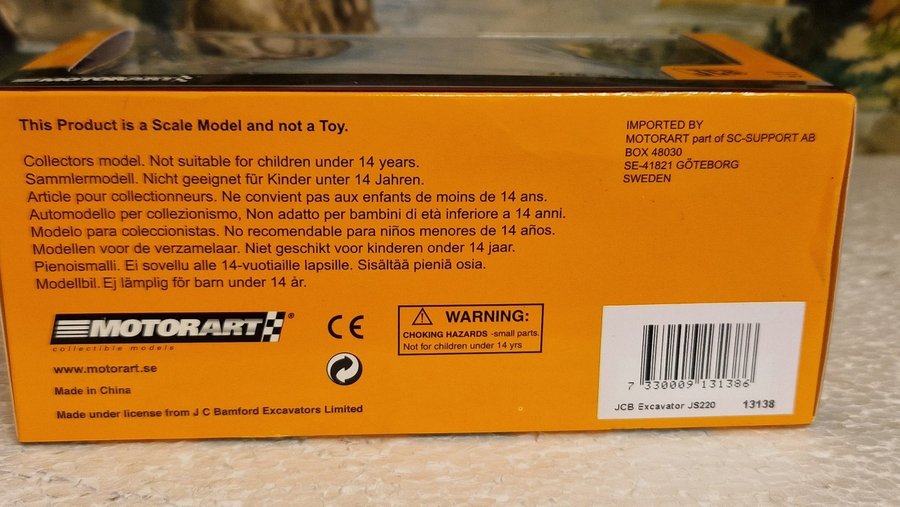 MOTORART
JCB
This Product is a Scale Model and not a Toy.
Collectors model. Not suitable for children under 14 years.
Sammlermodell. Nicht geeignet für Kinder unter 14 Jahren.
Article pour collectionneurs. Ne convient pas aux enfants de moins de 14 ans.
Automodello per collezionismo, Non adatto per bambini di età inferiore a 14 anni.
Modelo para coleccionistas. No recomendable para niños menores de 14 años.
Modellen voor de verzamelaar. Niet geschikt voor kinderen onder 14 jaar.
Pienoismalli. Ei sovellu alle 14-vuotiaille lapsille. Sisältää pieniä osia.
Modellbil. Ej lämplig för barn under 14 år.
IMPORTED BY
MOTORART part of SC-SUPPORT AB
BOX 48030
SE-41821 GÖTEBORG
SWEDEN
MOTORART®
collectible models
www.motorart.se
Made in China
Made under license from J C Bamford Excavators Limited
CE
WARNING:
CHOKING HAZARDS -small parts.
Not for children under 14 yrs
7 330009 131386
JCB Excavator JS220 13138